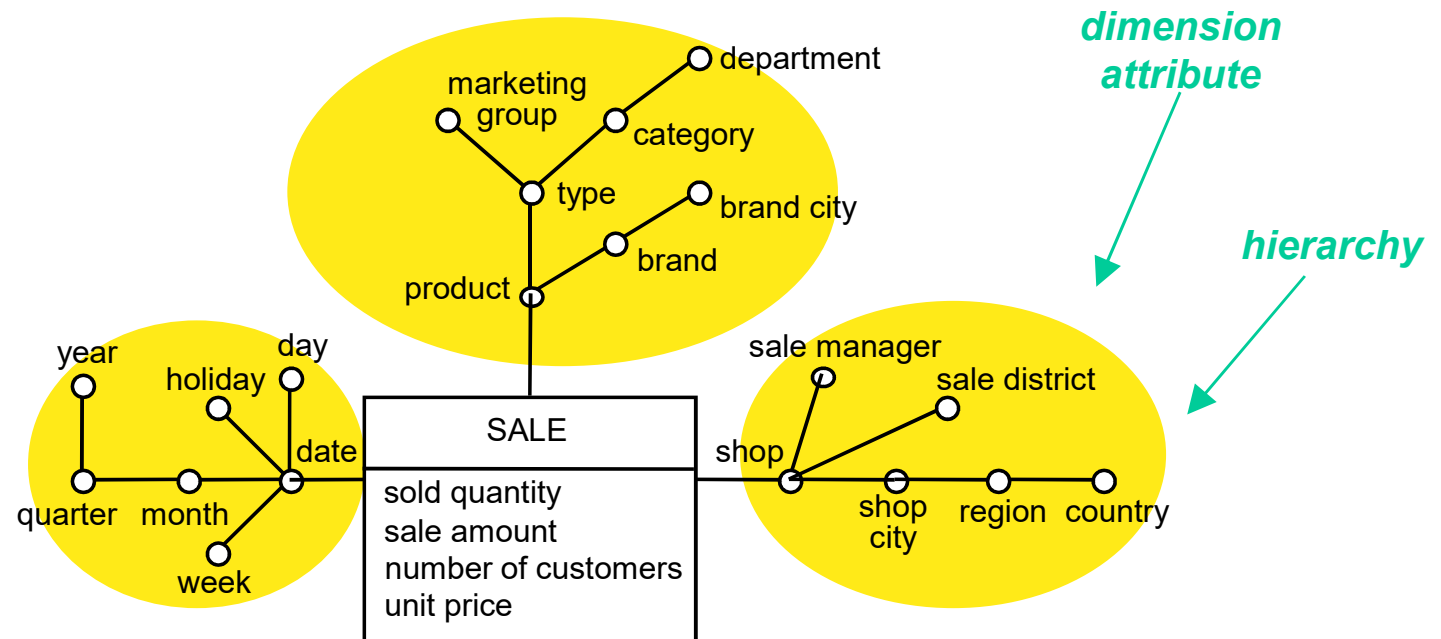 dimension
attribute
department
marketing
group
category
type
brand city
brand
product
hierarchy
year
day
holiday
sale manager
sale district
date
SALE
shop
quarter
month
week
sold quantity
sale amount
number of customers
unit price
shop
city
region
country